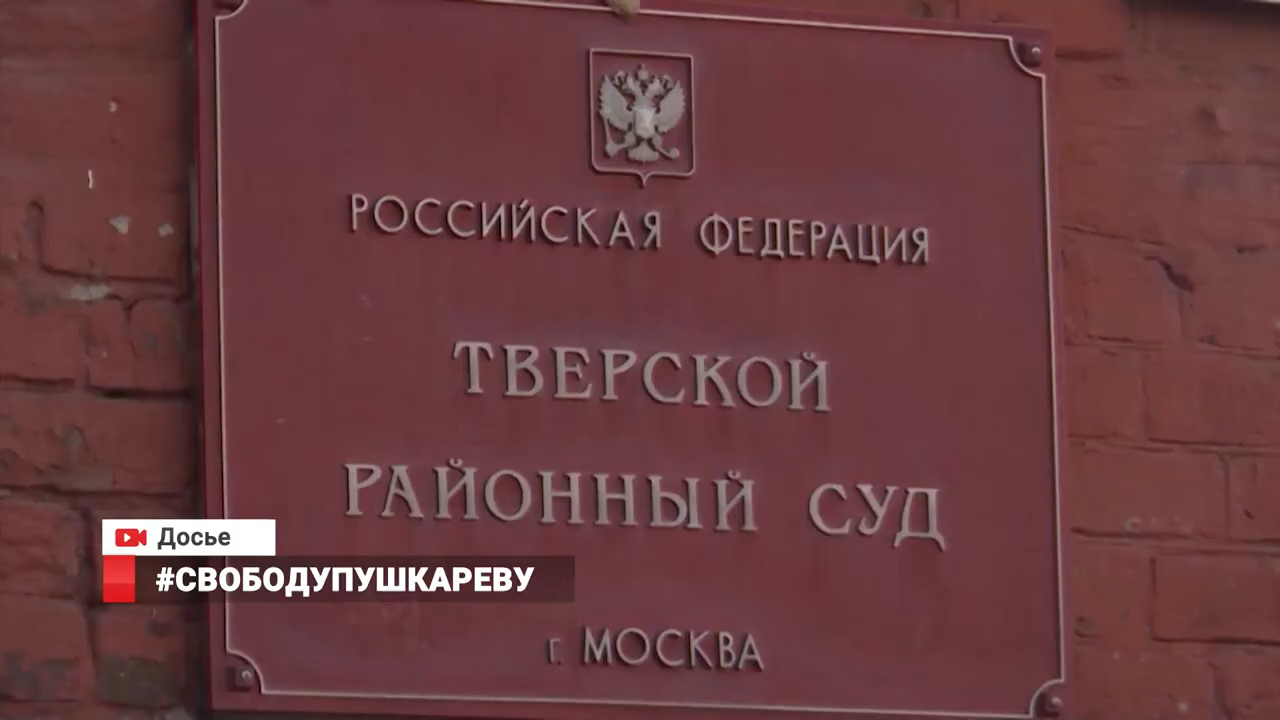 РОССИЙСКАЯ ФЕДЕРАЦИЯ
ТВЕРСКОЙ
РАЙОННЫЙ СУД
г. МОСКВА
Досье
#СВОБОДУПУШКАРЕВУ